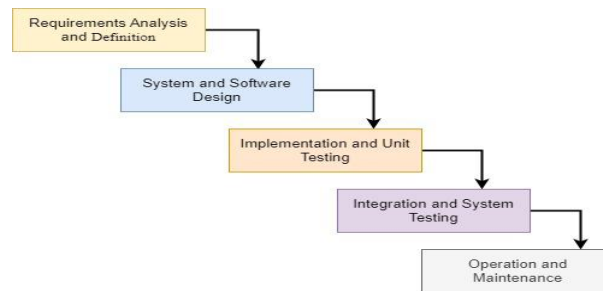 Requirements Analysis
and Definition
System and Software
Design
Implementation and Unit
Testing
Integration and System
Testing
Operation and
Maintenance